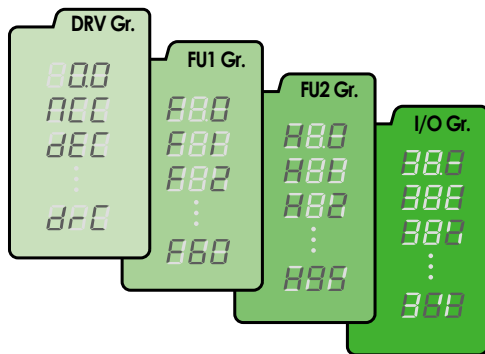 DRV Gr.
0.0
ACC
dEC
drC
FU1 Gr.
F 0
F 1
F 2
F60
FU2 Gr.
H 0
H 1
H 2
H95
I/O Gr.